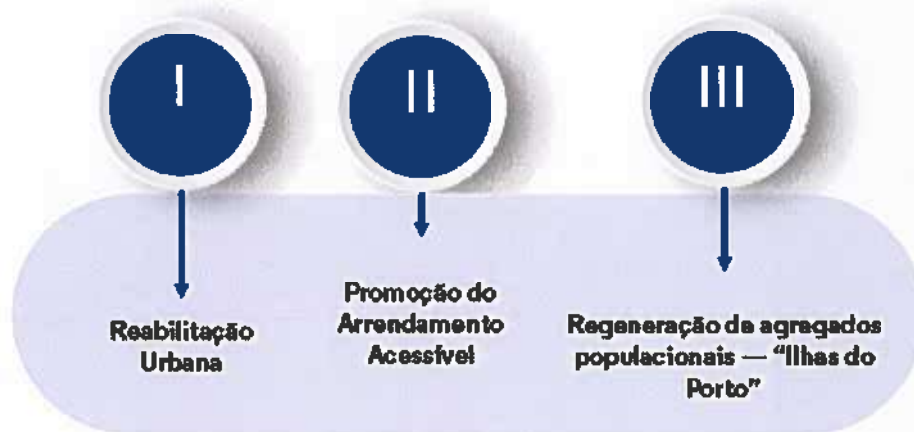 I
II
III
Reabilitação
Urbana
Promoção do
Arrendamento
Acessível
Regeneração de agregados
populacionais — “Ilhas do
Porto”